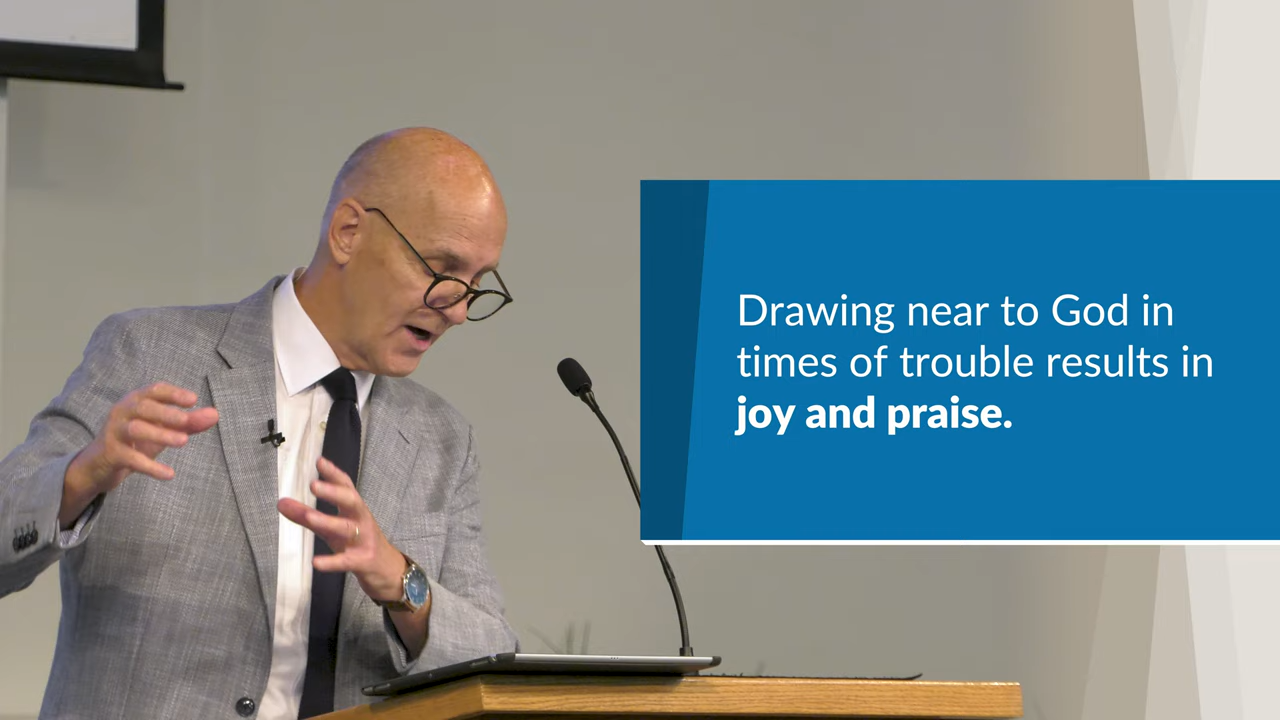 Drawing near to God in
times of trouble results in
joy and praise.